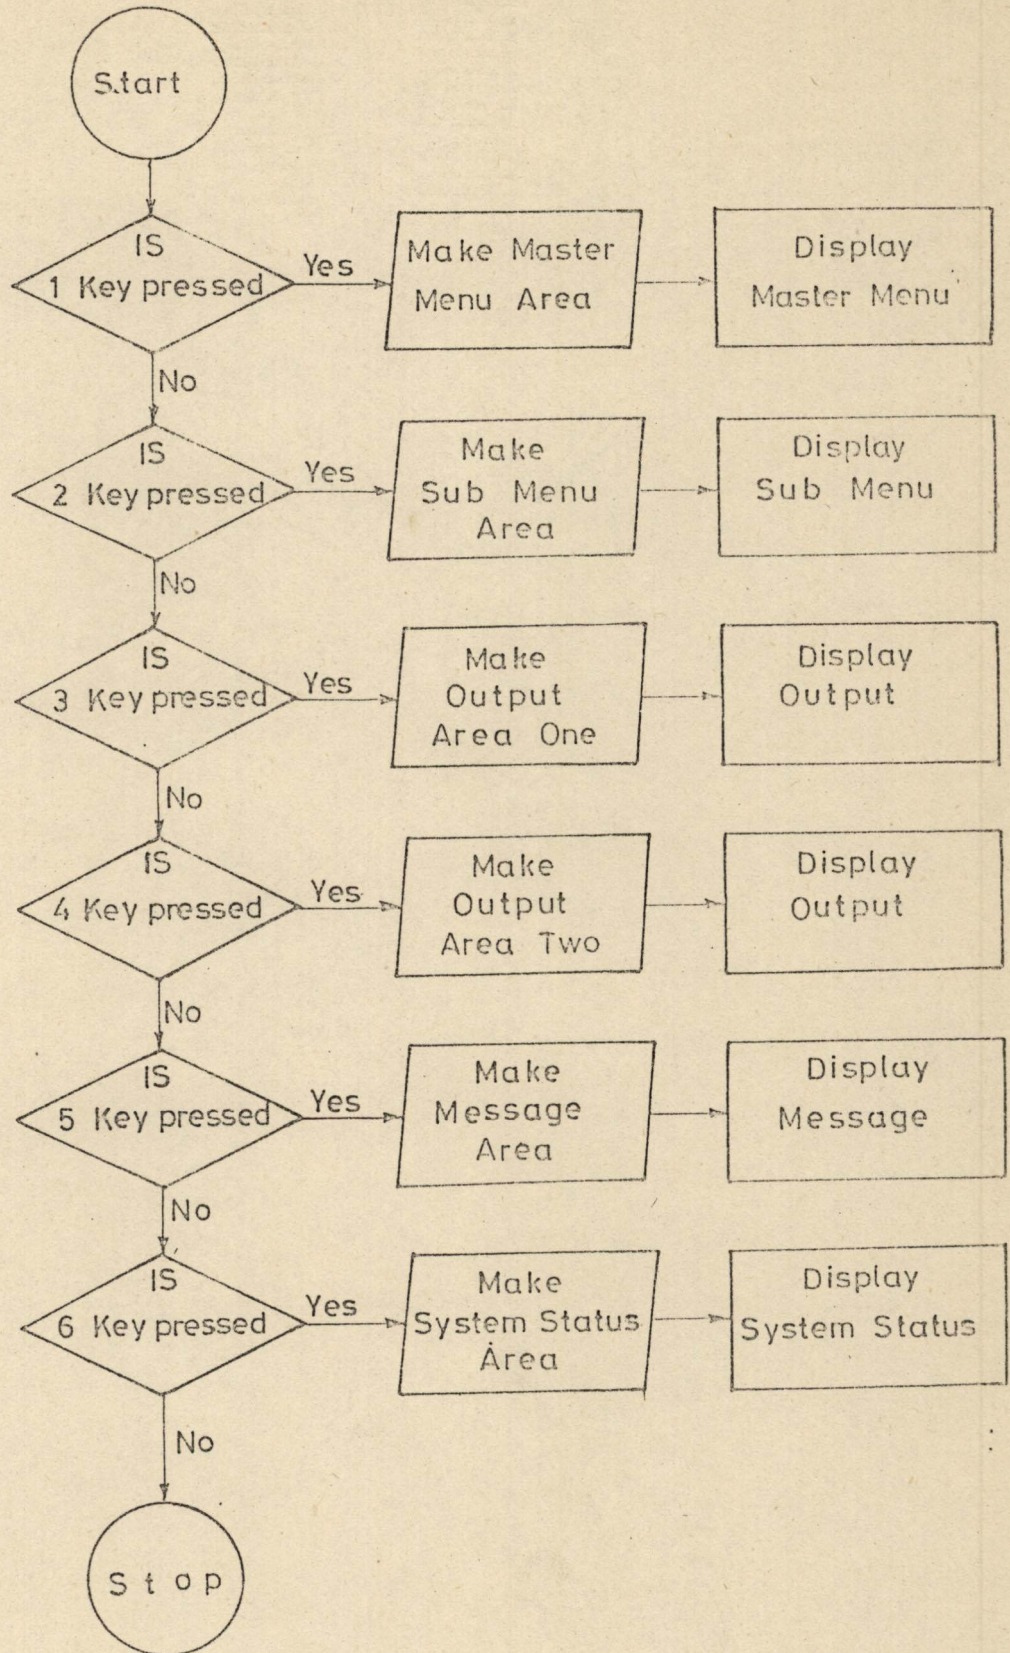 Start
IS
1 Key pressed
Yes
Make Master
Menu Area
Display
Master Menu
No
IS
2 Key pressed
Yes
Make
Sub Menu
Area
Display
Sub Menu
No
IS
3 Key pressed
Yes
Make
Output
Area One
Display
Output
No
IS
4 Key pressed
Yes
Make
Output
Area Two
Display
Output
No
IS
5 Key pressed
Yes
Make
Message
Area
Display
Message
No
IS
6 Key pressed
Yes
Make
System Status
Area
Display
System Status
No
Stop